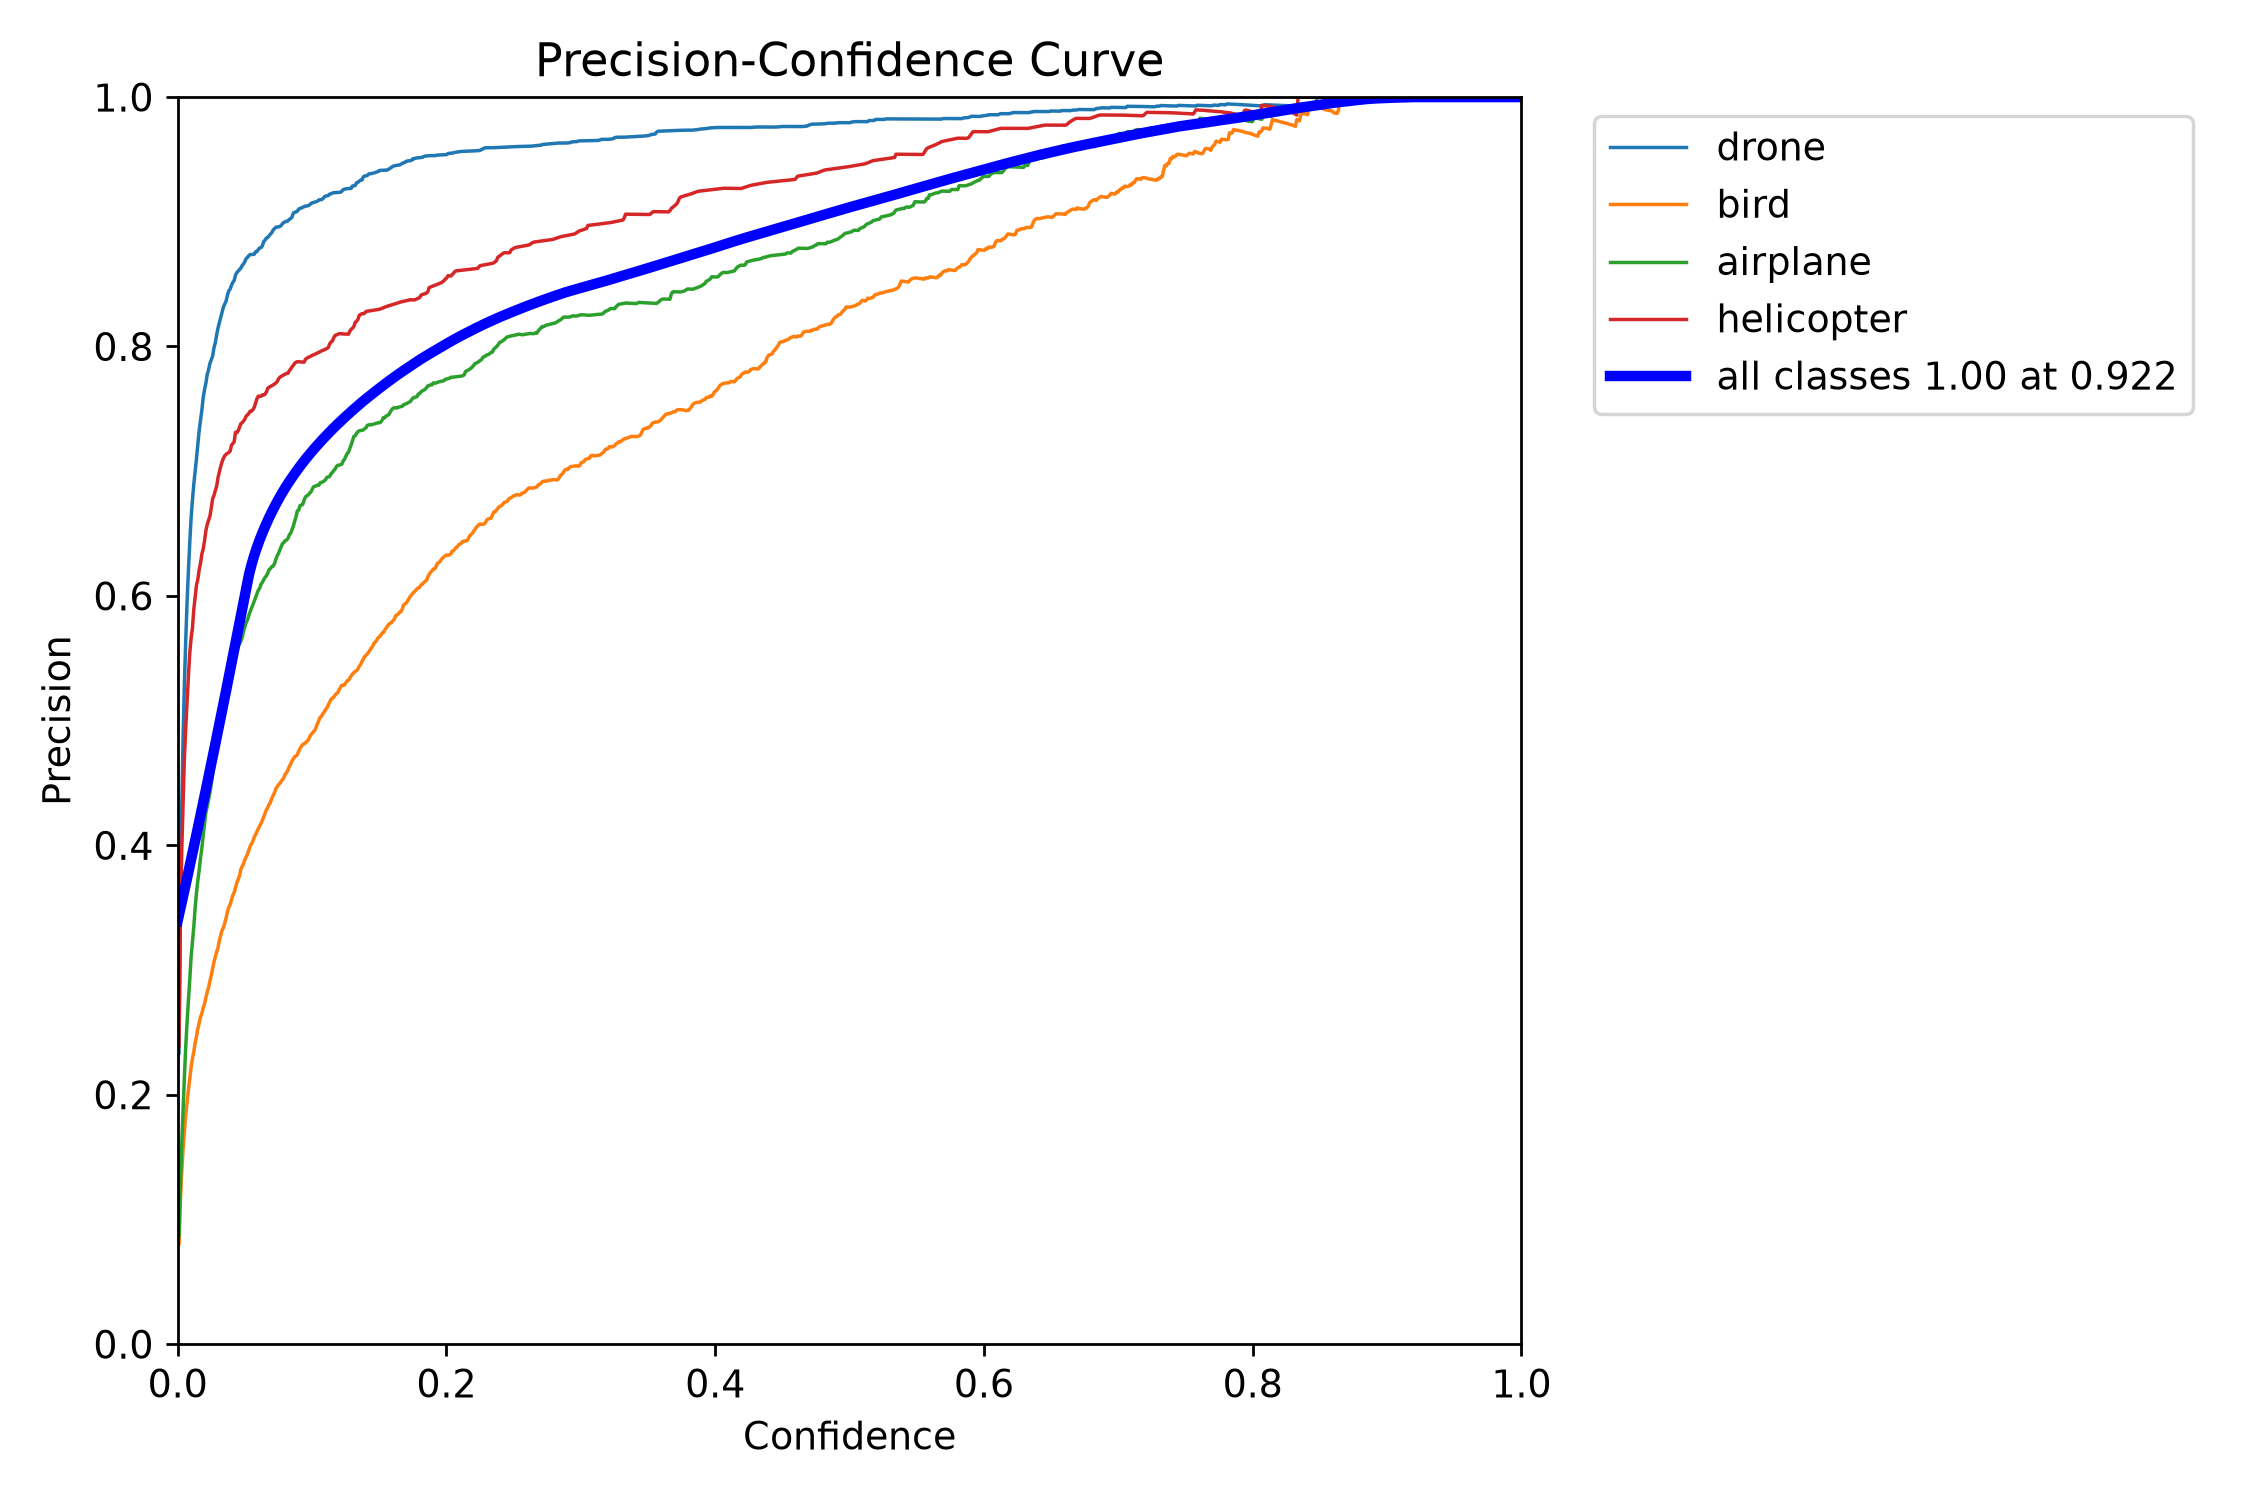 Precision-Confidence Curve
1.0
0.8
0.6
0.4
0.2
0.0
Precision
0.0 0.2 0.4 0.6 0.8 1.0
Confidence
drone
bird
airplane
helicopter
all classes 1.00 at 0.922